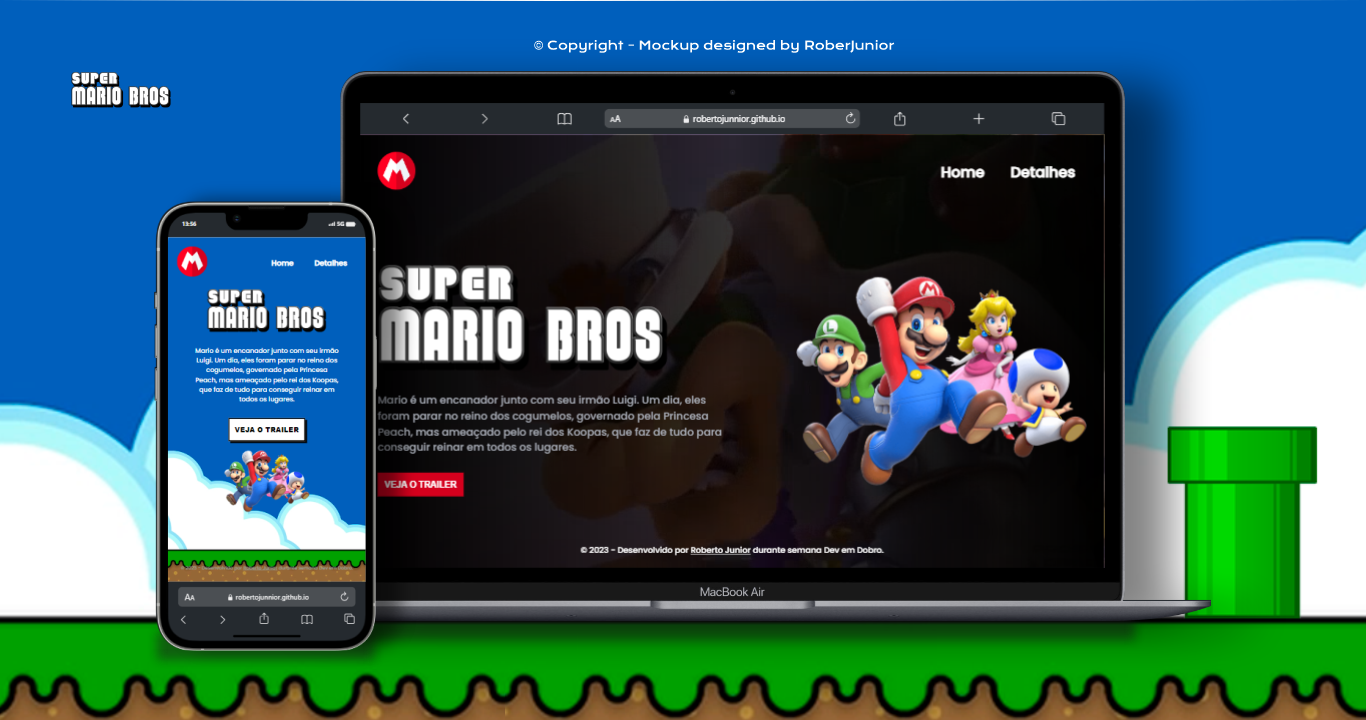 © Copyright - Mockup designed by RoberJunior
SUPER
MARIO BROS
AA robertojunnior.github.io
M
Home Detalhes
SUPER
MARIO BROS
Mario é um encanador junto com seu irmão Luigi. Um dia, eles
foram parar no reino dos cogumelos, governado pela Princesa
Peach, mas ameaçado pelo rei dos Koopas, que faz de tudo para
conseguir reinar em todos os lugares.
VEJA O TRAILER
© 2023 - Desenvolvido por Roberto Junior durante semana Dev em Dobro.
MacBook Air
13:56 5G
M
Home Detalhes
SUPER
MARIO BROS
Mario é um encanador junto com seu irmão
Luigi. Um dia, eles foram parar no reino dos
cogumelos, governado pela Princesa
Peach, mas ameaçado pelo rei dos Koopas,
que faz de tudo para conseguir reinar em
todos os lugares.
VEJA O TRAILER
AA robertojunnior.github.io